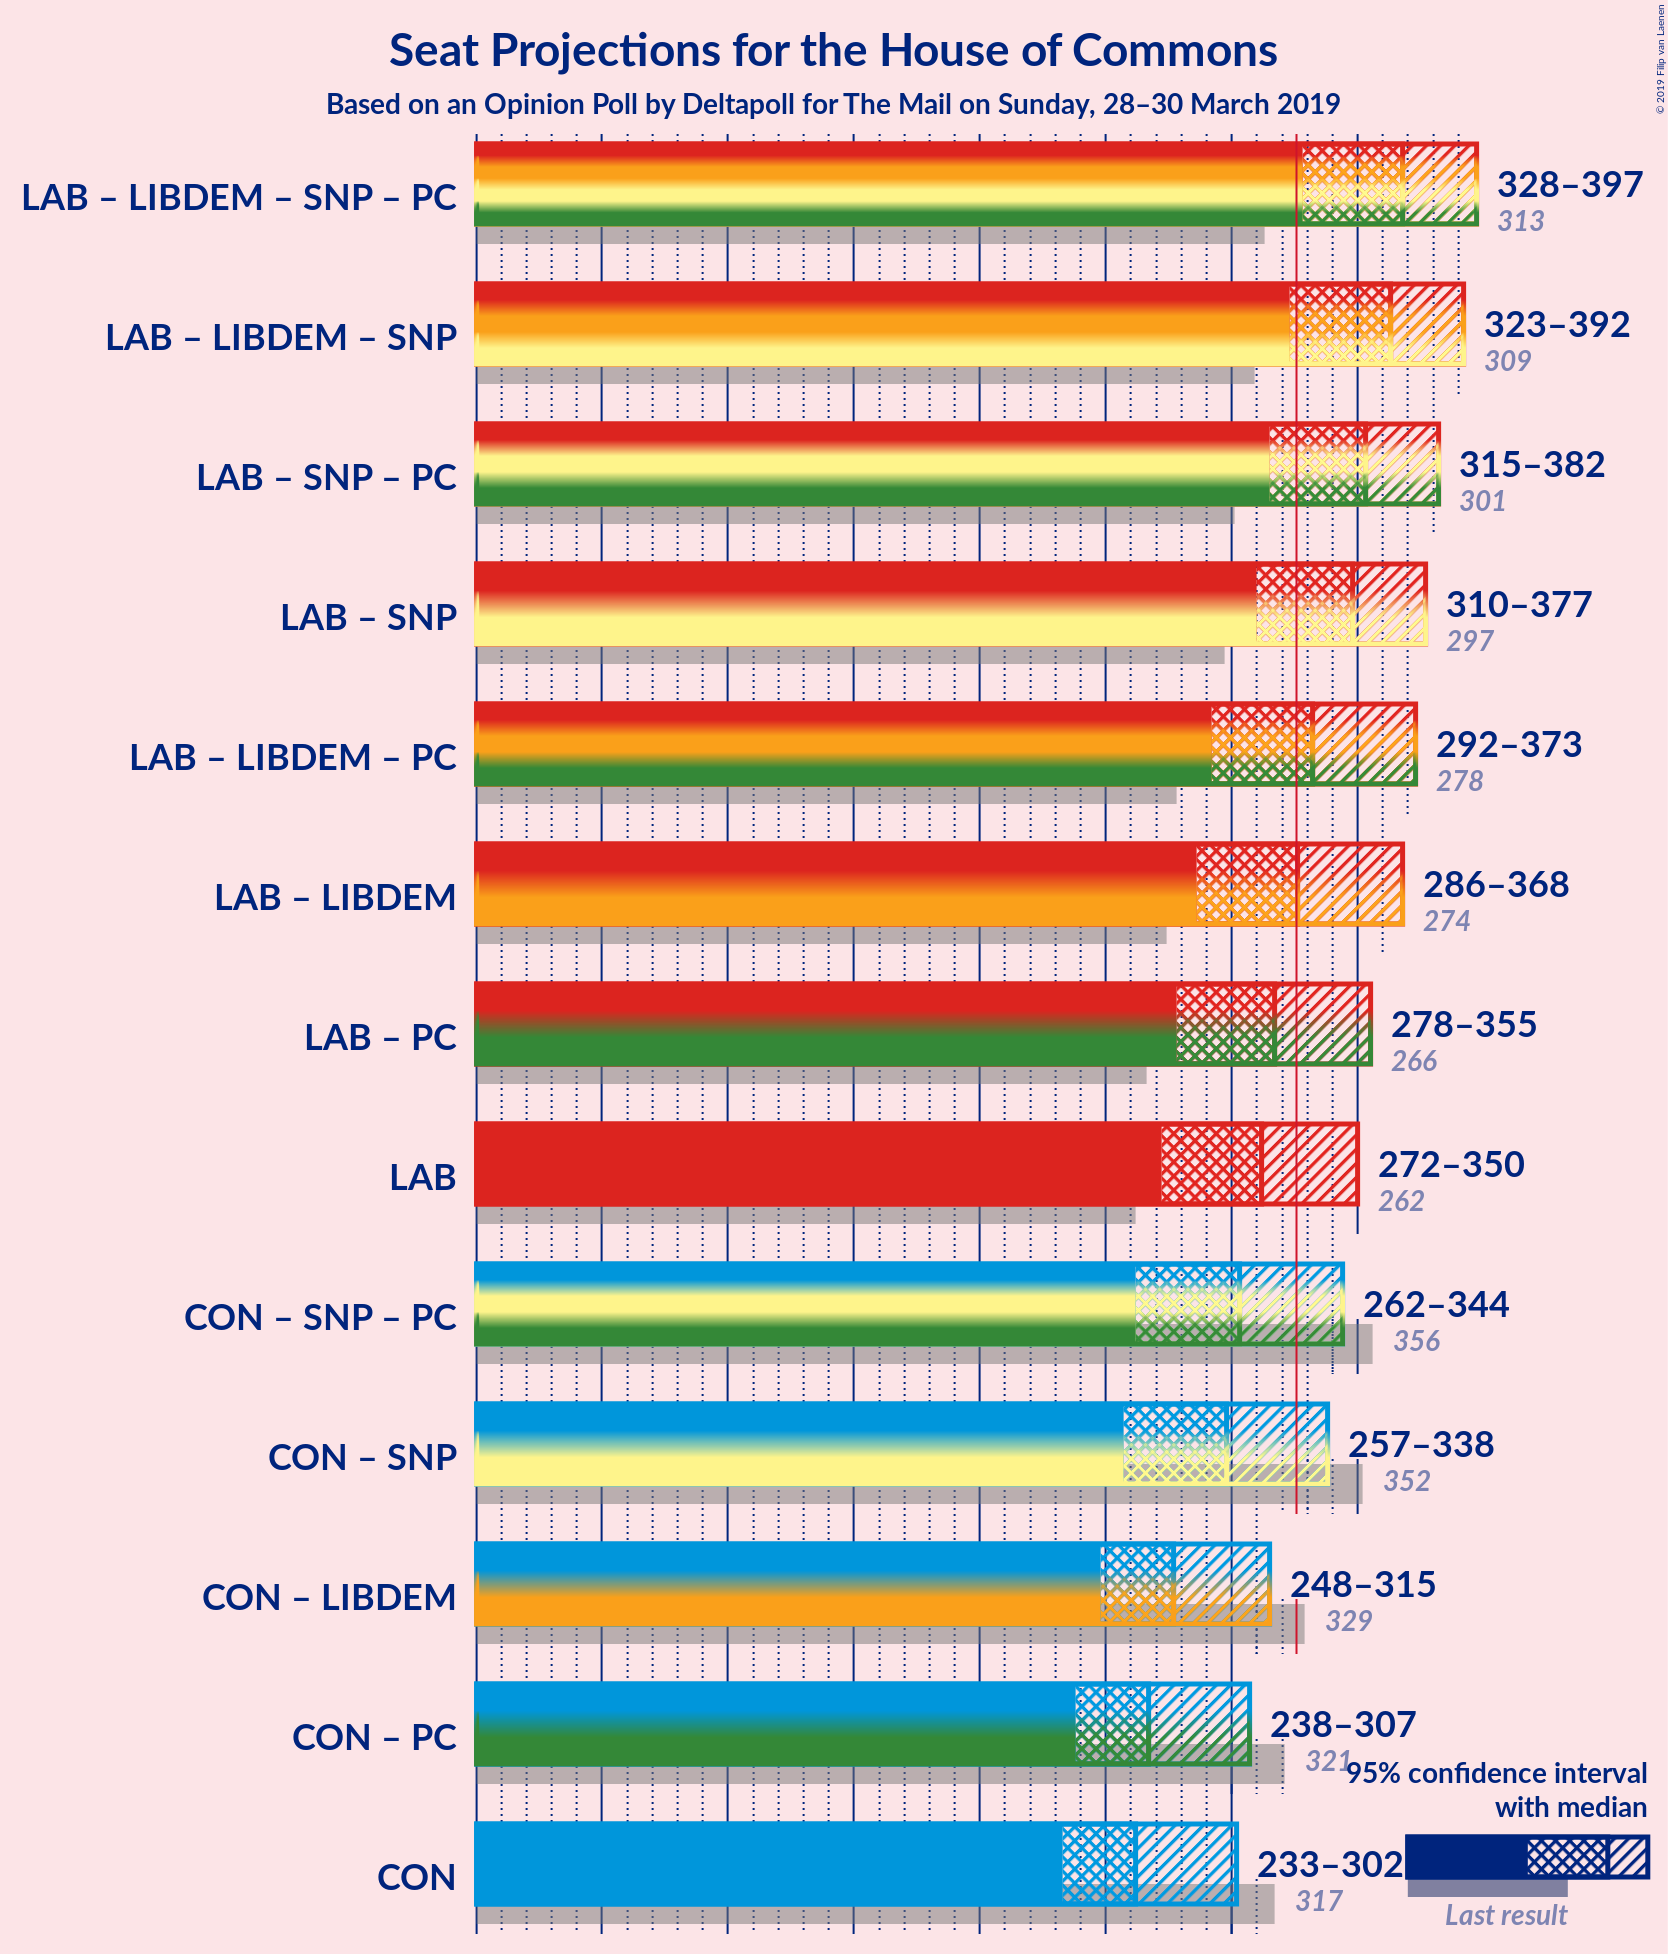 © 2019 Filip van Laenen
Seat Projections for the House of Commons
Based on an Opinion Poll by Deltapoll for The Mail on Sunday, 28–30 March 2019
LAB – LIBDEM – SNP – PC
328–397
313
LAB – LIBDEM – SNP
323–392
309
LAB – SNP – PC
315–382
301
LAB – SNP
310–377
297
LAB – LIBDEM – PC
292–373
278
LAB – LIBDEM
286–368
274
LAB – PC
278–355
266
LAB
272–350
262
CON – SNP – PC
262–344
356
CON – SNP
257–338
352
CON – LIBDEM
248–315
329
CON – PC
238–307
321
95% confidence interval
with median
CON
233–302
317
Last result